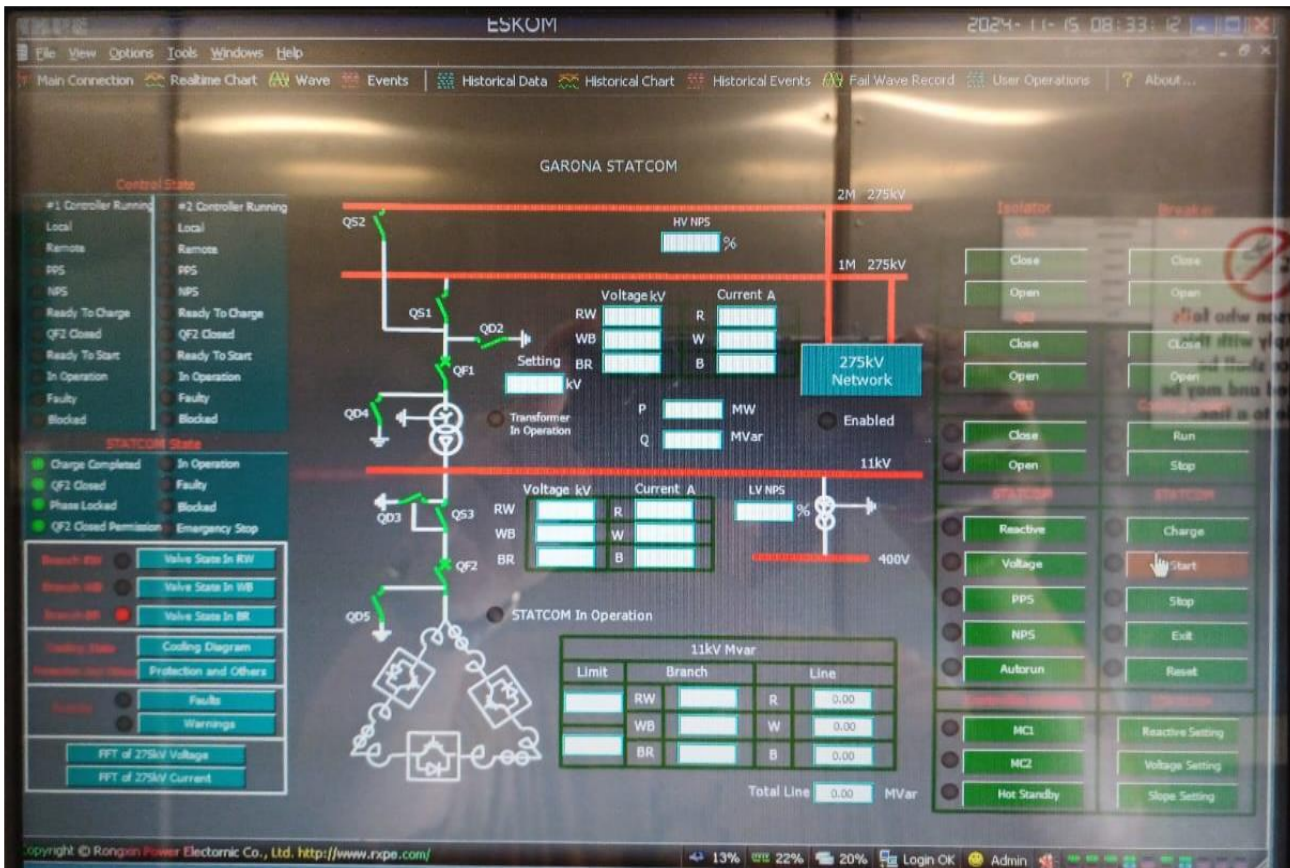 ESKOM
2024-11-15 08:33:12
File View Options Tools Windows Help
Main Connection Realtime Chart Wave Events Historical Data Historical Chart Historical Events Fail Wave Record User Operations ? About...
GARONA STATCOM
Control State
#1 Controller Running #2 Controller Running
Local Local
Remote Remote
PPS PPS
NPS NPS
Ready To Charge Ready To Charge
QF2 Closed QF2 Closed
Ready To Start Ready To Start
In Operation In Operation
Faulty Faulty
Blocked Blocked
STATCOM State
Charge Completed In Operation
QF2 Closed Faulty
Phase Locked Blocked
QF2 Closed Permission Emergency Stop
Branch RW Valve State In RW
Branch WB Valve State In WB
Branch BR Valve State In BR
Cooling State Cooling Diagram
Protection and Others
Faults
Warnings
FFT of 275kV Voltage
FFT of 275kV Current
2M 275kV
QS2
HV NPS
%
1M 275kV
QS1
QD2
Voltage kV Current A
RW R
WB W
BR B
Setting
kV
QF1
275kV
Network
QD4
Transformer
In Operation
P MW
Q MVar
Enabled
11kV
Voltage kV Current A LV NPS
RW R %
WB W
BR B
QD3
QS3
400V
QF2
QD5
STATCOM In Operation
11kV Mvar
Limit Branch Line
RW R 0.00
WB W 0.00
BR B 0.00
Total Line 0.00 MVar
Isolator Breaker
Close Close
Open Open
Close Close
Open Open
Close Run
Open Stop
STATCOM STATCOM
Reactive Charge
Voltage Start
PPS Stop
NPS Exit
Autorun Reset
MC1 Reactive Setting
MC2 Voltage Setting
Hot Standby Slope Setting
Copyright © Rongxin Power Electornic Co., Ltd. http://www.rxpe.com/
13% 22% 20% Login OK Admin